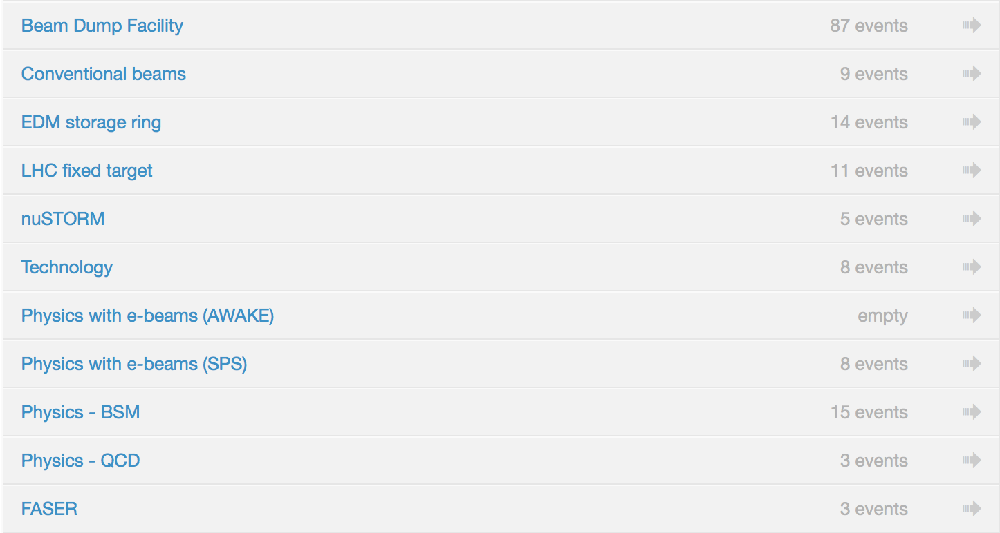 Beam Dump Facility 87 events
Conventional beams 9 events
EDM storage ring 14 events
LHC fixed target 11 events
nuSTORM 5 events
Technology 8 events
Physics with e-beams (AWAKE) empty
Physics with e-beams (SPS) 8 events
Physics - BSM 15 events
Physics - QCD 3 events
FASER 3 events